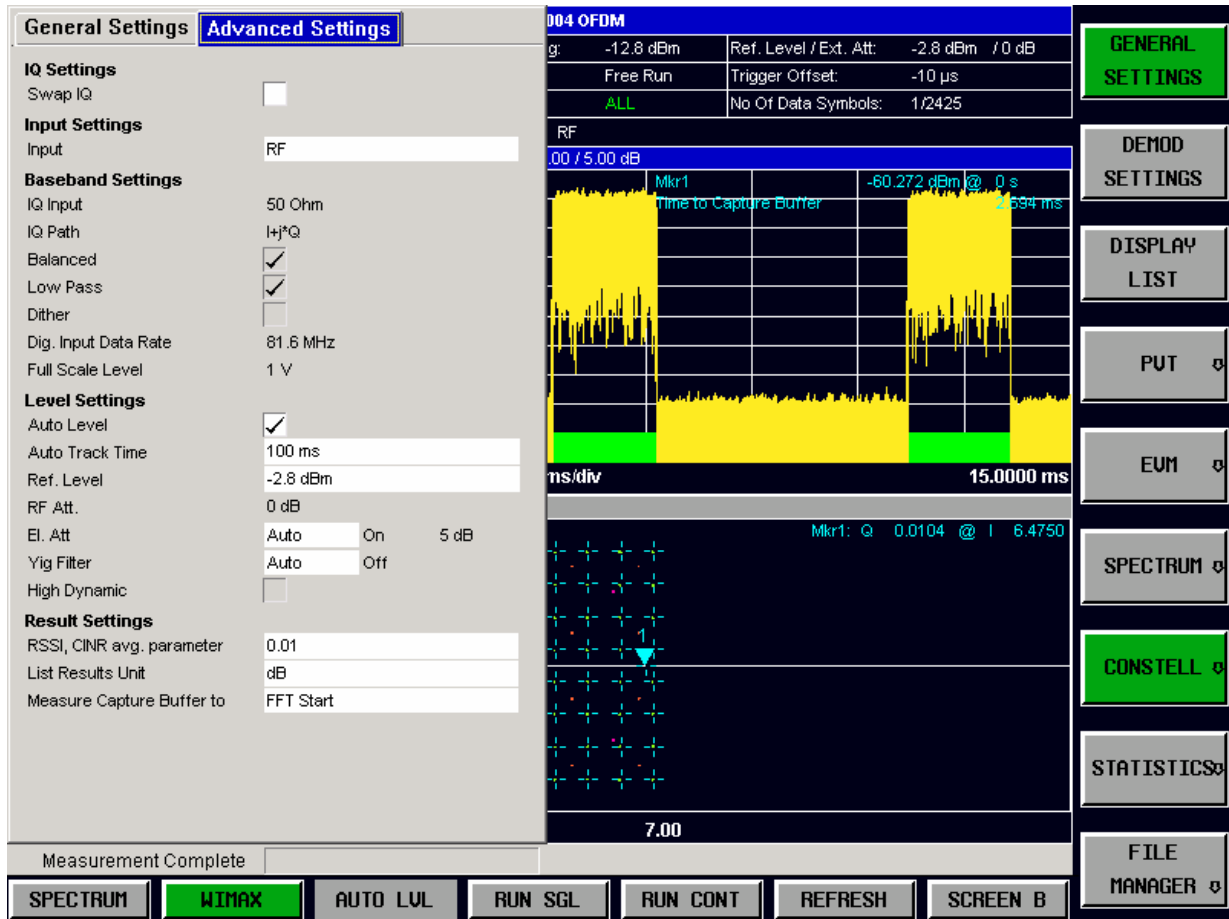 General Settings
Advanced Settings
IQ Settings
Swap IQ
Input Settings
Input RF
Baseband Settings
IQ Input 50 Ohm
IQ Path I+j*Q
Balanced
Low Pass
Dither
Dig. Input Data Rate 81.6 MHz
Full Scale Level 1 V
Level Settings
Auto Level
Auto Track Time 100 ms
Ref. Level -2.8 dBm
RF Att. 0 dB
El. Att Auto On 5 dB
Yig Filter Auto Off
High Dynamic
Result Settings
RSSI, CINR avg. parameter 0.01
List Results Unit dB
Measure Capture Buffer to FFT Start
004 OFDM
g: -12.8 dBm Ref. Level / Ext. Att: -2.8 dBm / 0 dB
Free Run Trigger Offset: -10 µs
ALL No Of Data Symbols: 1/2425
RF
.00 / 5.00 dB
Mkr1 -60.272 dBm @ 0 s
Time to Capture Buffer 2.594 ms
ms/div 15.0000 ms
Mkr1: Q 0.0104 @ I 6.4750
1
7.00
Measurement Complete
GENERAL
SETTINGS
DEMOD
SETTINGS
DISPLAY
LIST
PVT
EVM
SPECTRUM
CONSTELL
STATISTICS
FILE
MANAGER
SPECTRUM
WIMAX
AUTO LVL
RUN SGL
RUN CONT
REFRESH
SCREEN B